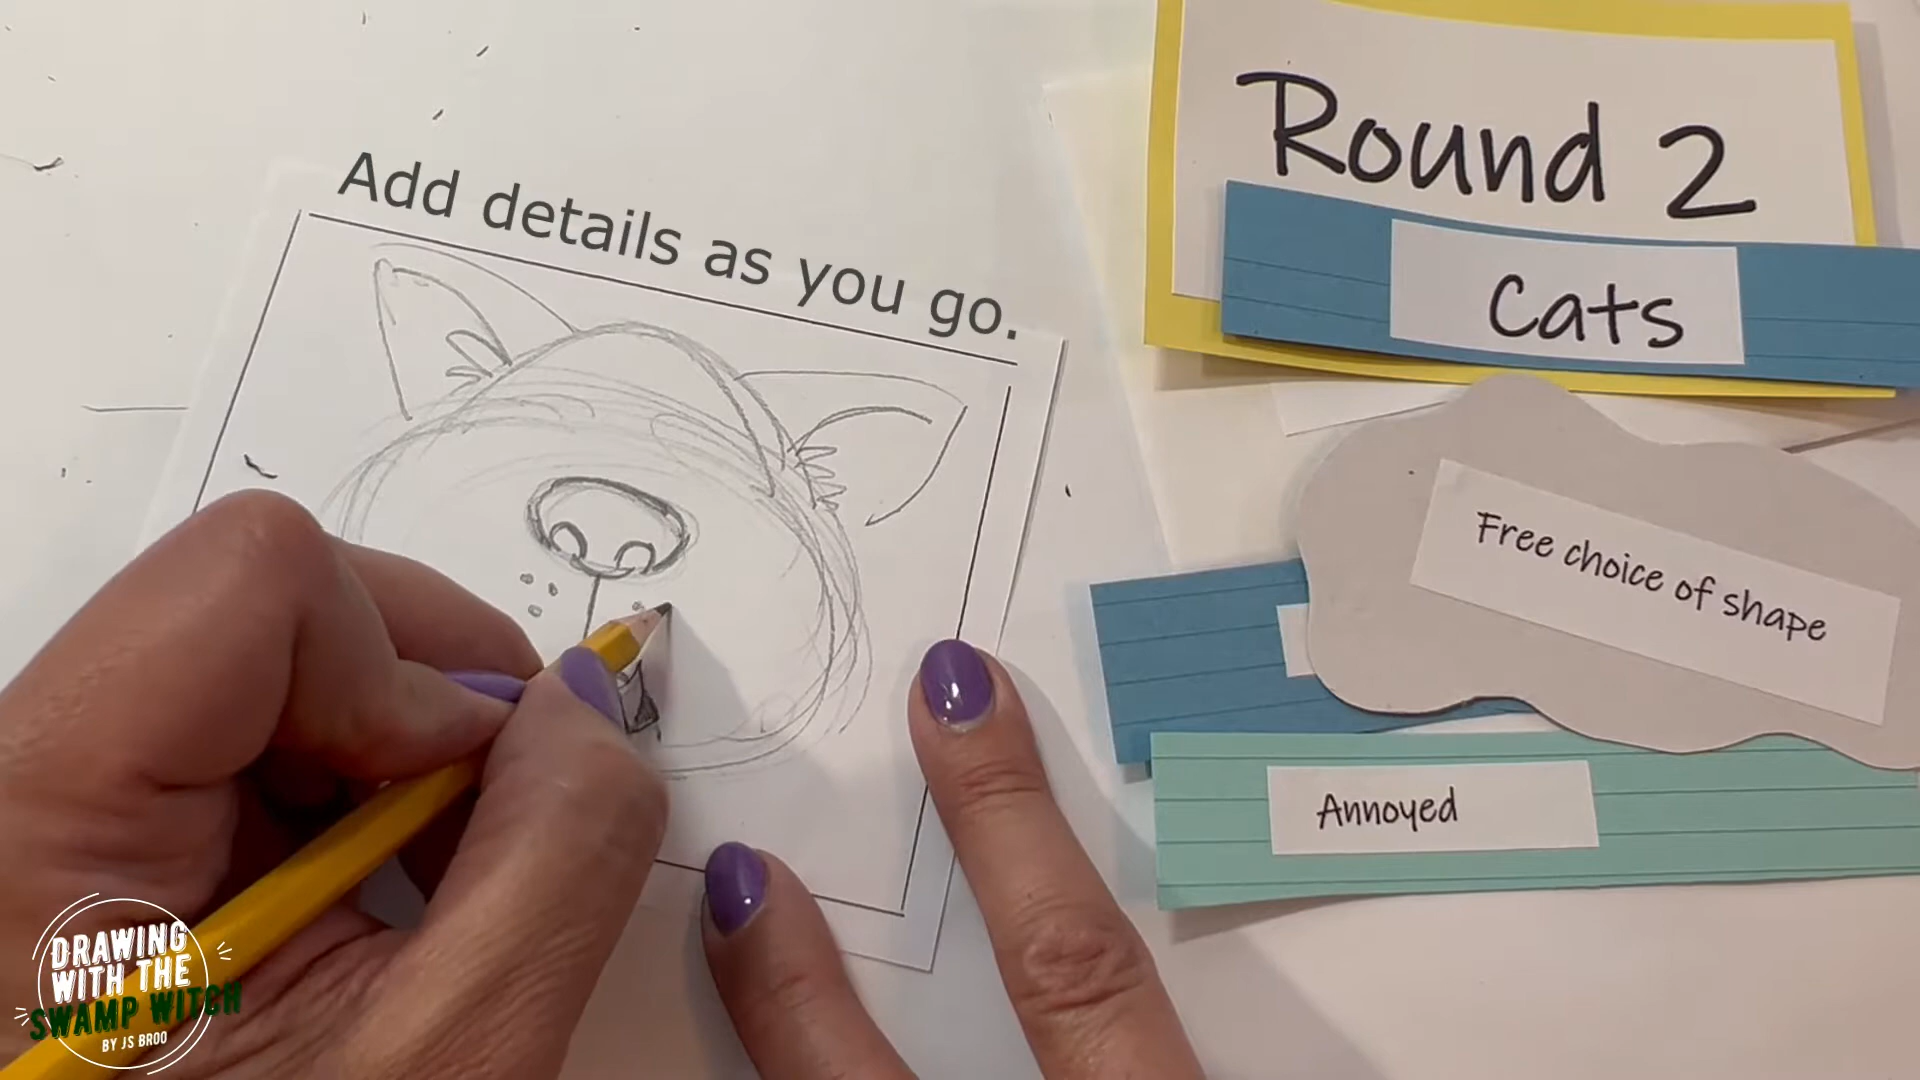 Add details as you go.
Round 2
Cats
Free choice of shape
Annoyed
DRAWING
WITH THE
SWAMP WITCH
BY JS BROO